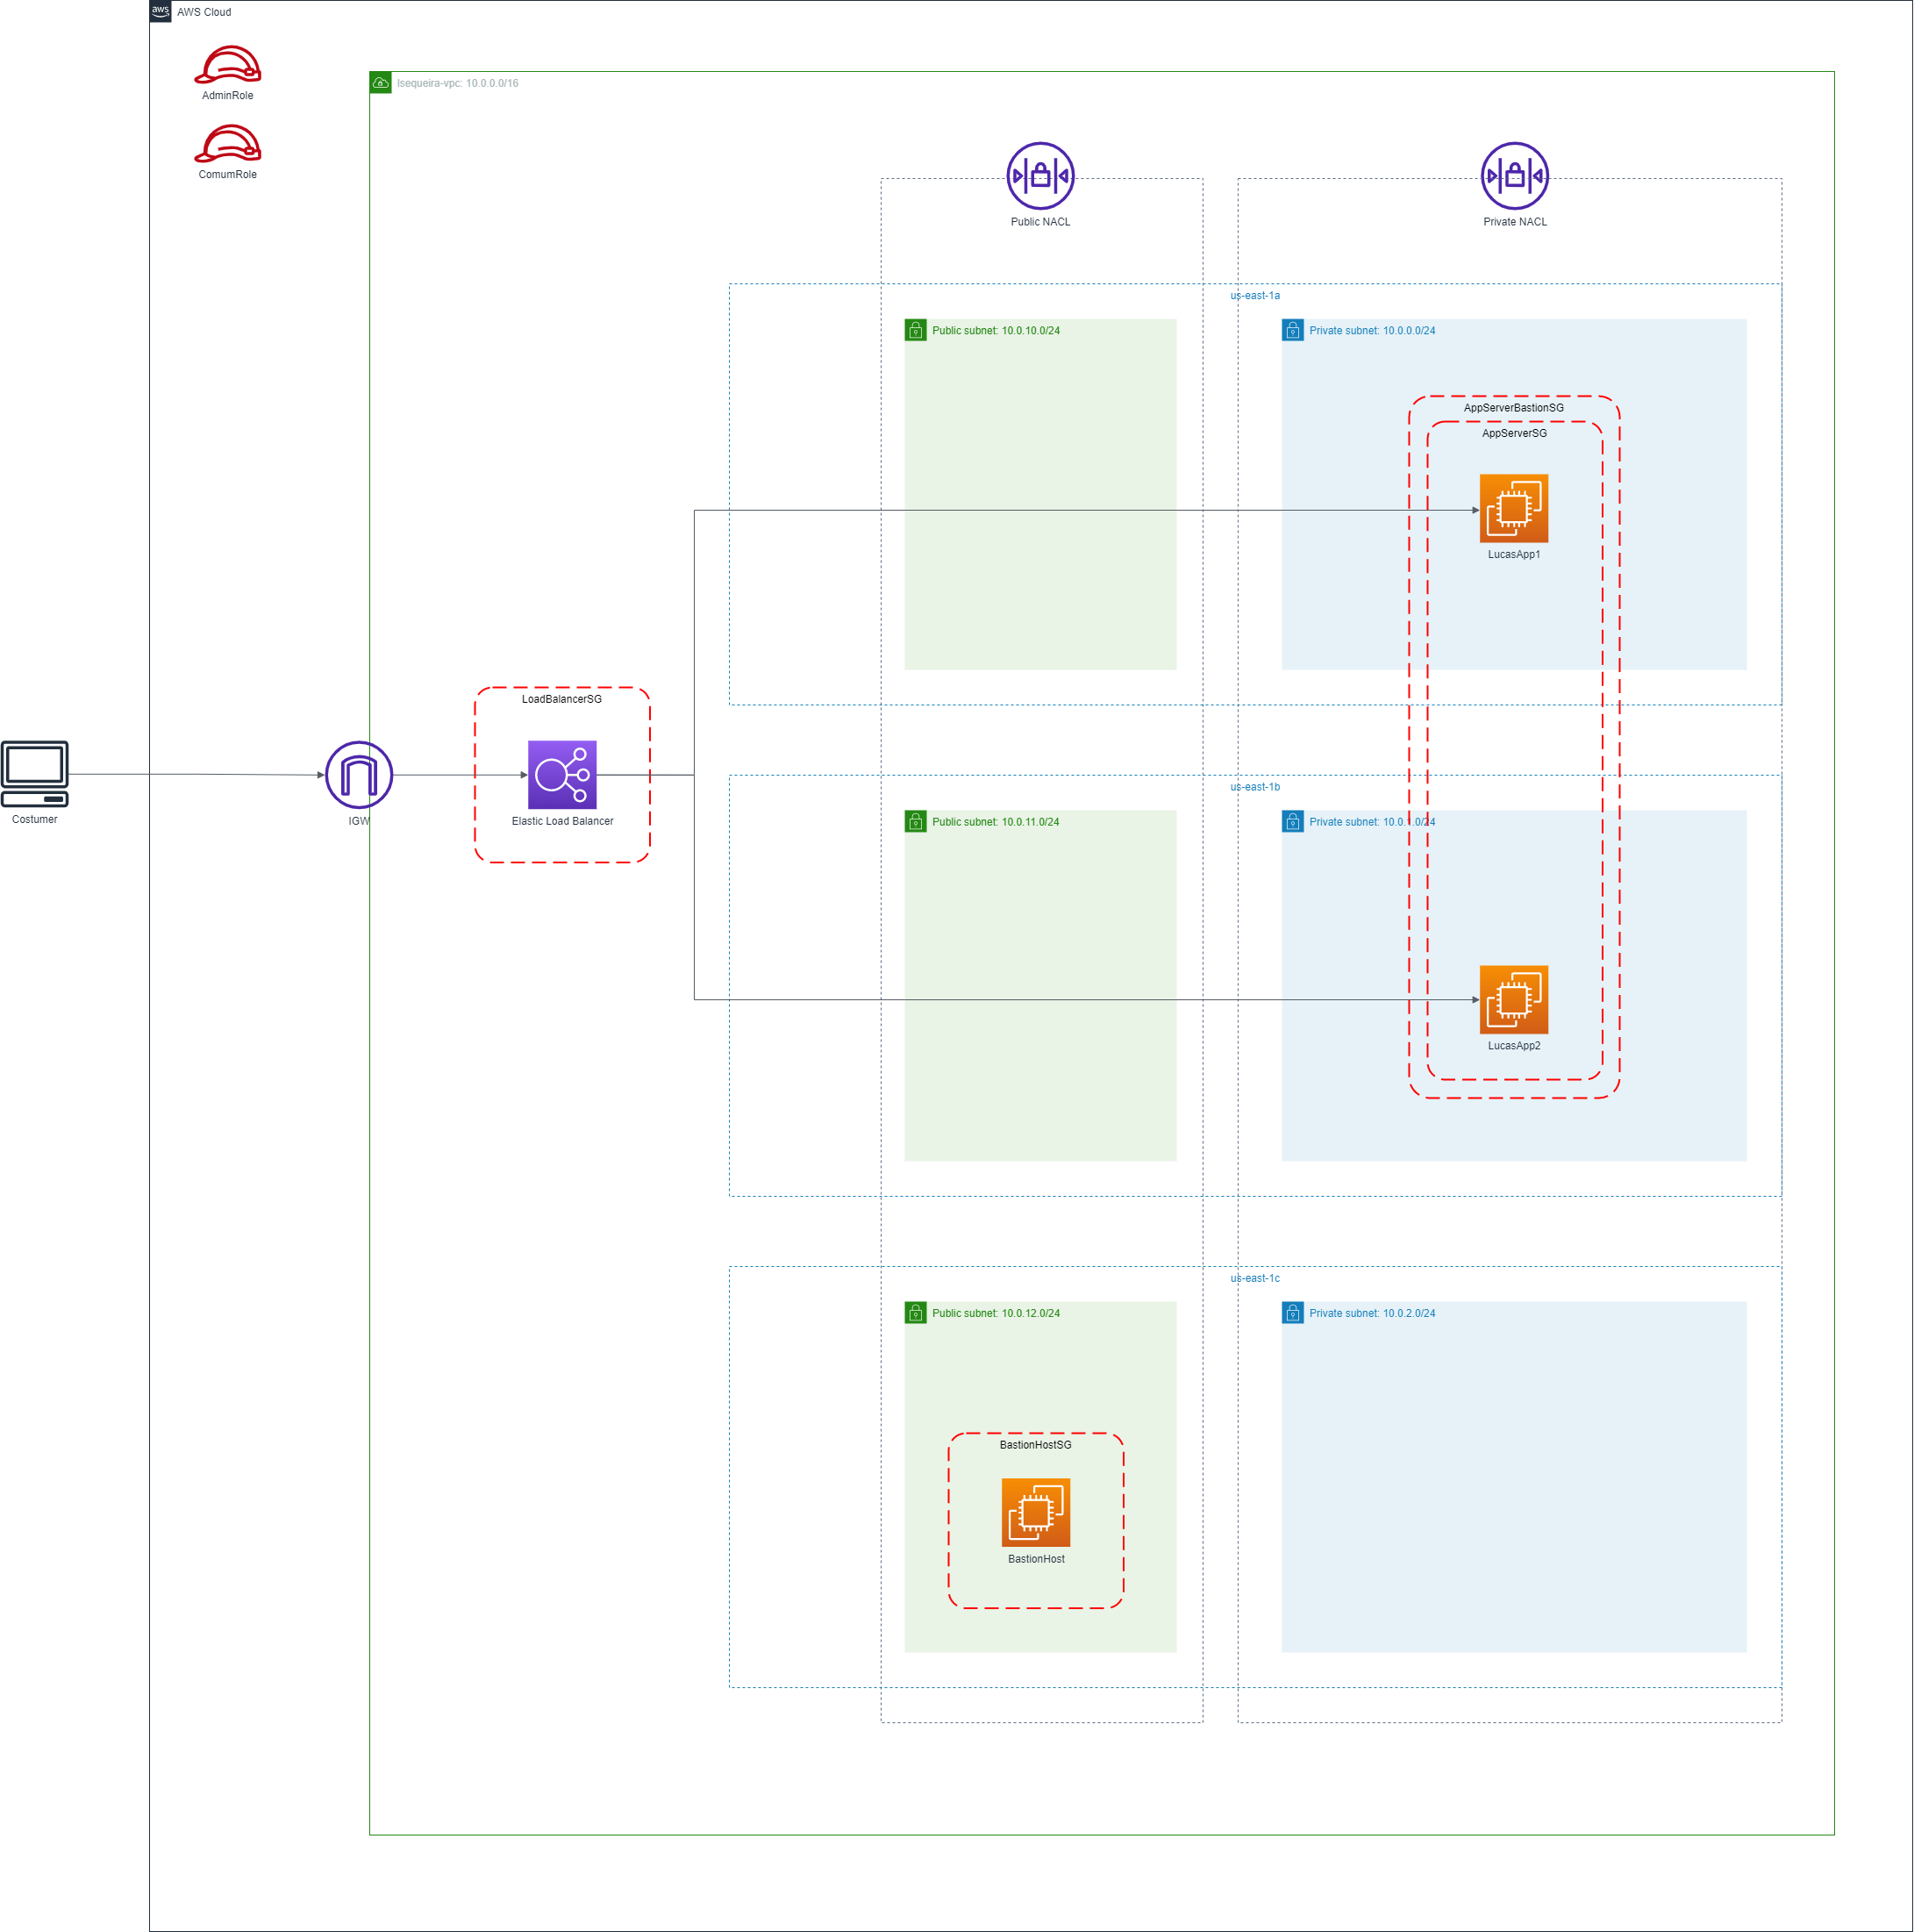 aws
AWS Cloud
AdminRole
ComumRole
lsequeira-vpc: 10.0.0.0/16
Public NACL
Private NACL
us-east-1a
Public subnet: 10.0.10.0/24
Private subnet: 10.0.0.0/24
AppServerBastionSG
AppServerSG
LucasApp1
LoadBalancerSG
Costumer
IGW
Elastic Load Balancer
us-east-1b
Public subnet: 10.0.11.0/24
Private subnet: 10.0.1.0/24
LucasApp2
us-east-1c
Public subnet: 10.0.12.0/24
Private subnet: 10.0.2.0/24
BastionHostSG
BastionHost